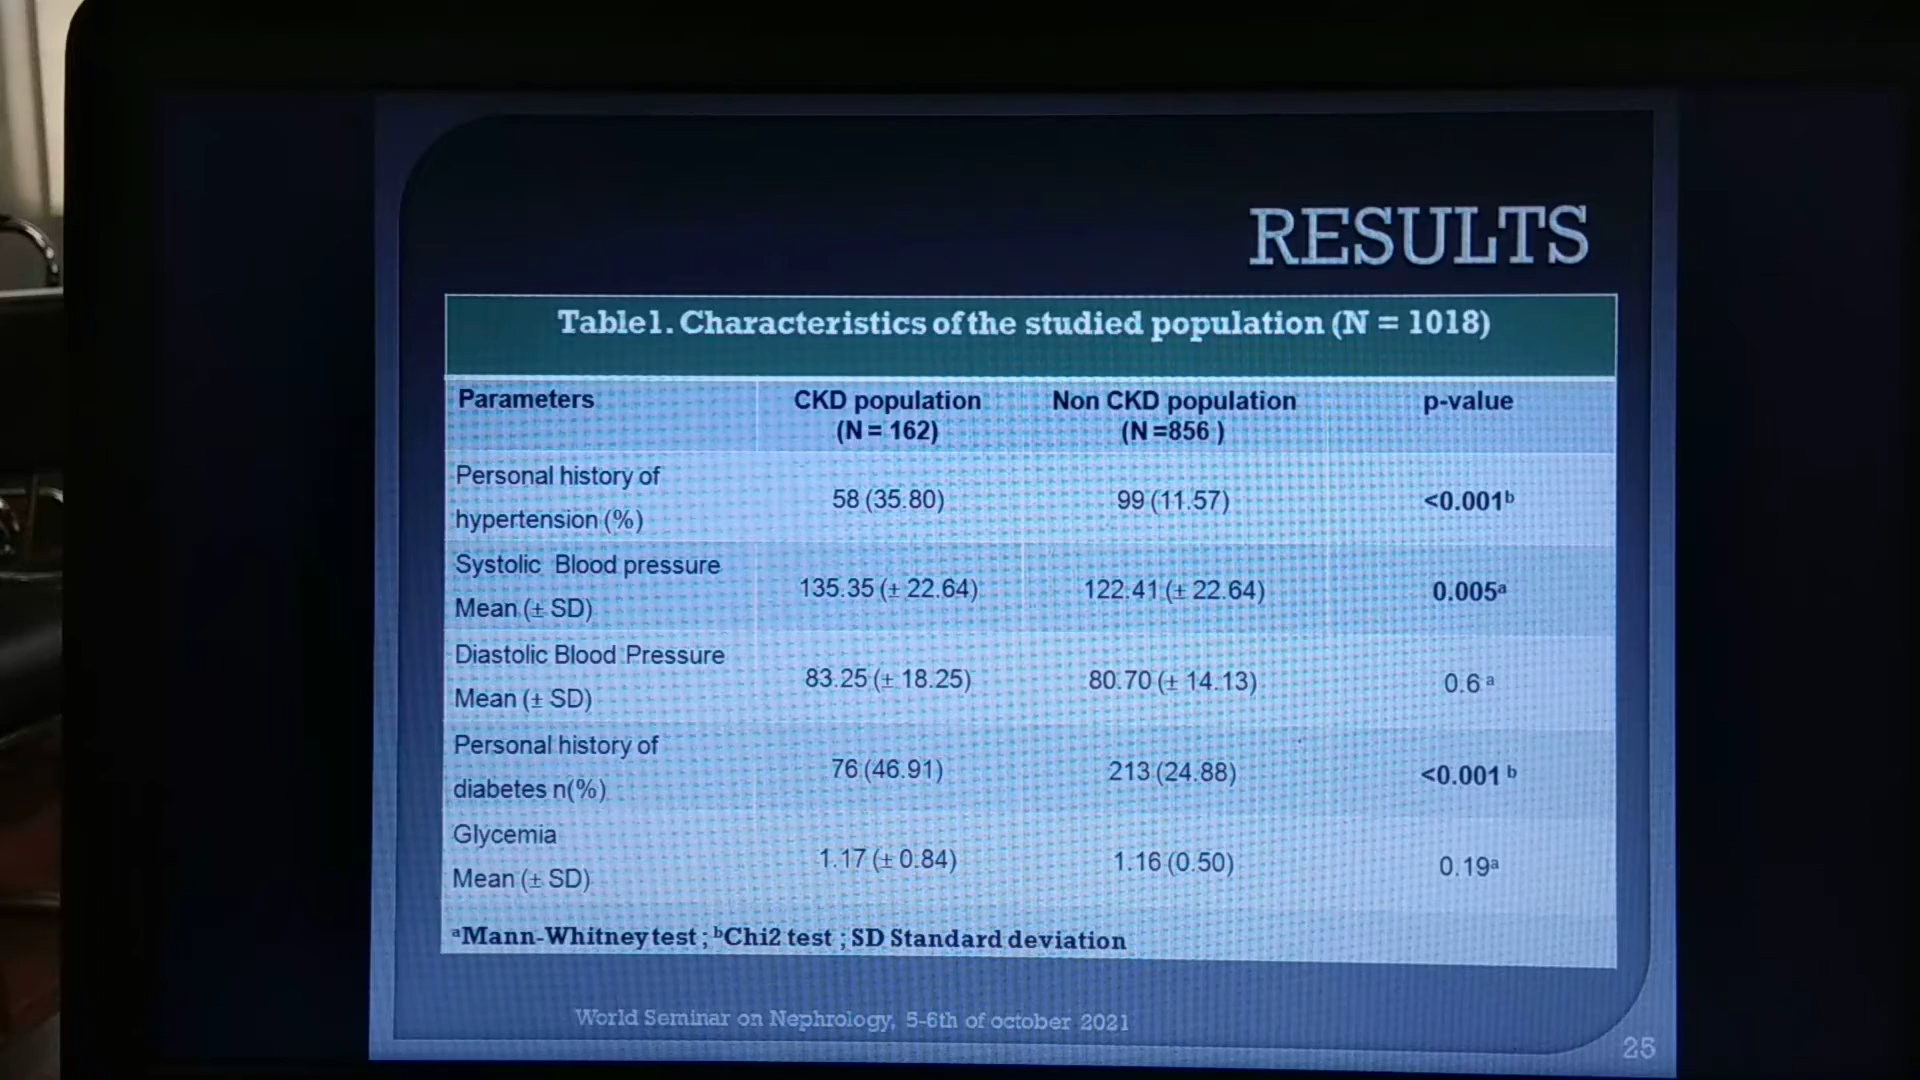 RESULTS
Table1. Characteristics of the studied population (N = 1018)
Parameters
CKD population
(N = 162)
Non CKD population
(N =856 )
p-value
Personal history of
hypertension (%)
58 (35.80)
99 (11.57)
<0.001ᵇ
Systolic Blood pressure
Mean (± SD)
135.35 (± 22.64)
122.41 (± 22.64)
0.005ᵃ
Diastolic Blood Pressure
Mean (± SD)
83.25 (± 18.25)
80.70 (± 14.13)
0.6 ᵃ
Personal history of
diabetes n(%)
76 (46.91)
213 (24.88)
<0.001 ᵇ
Glycemia
Mean (± SD)
1.17 (± 0.84)
1.16 (0.50)
0.19ᵃ
ᵃMann-Whitney test ; ᵇChi2 test ; SD Standard deviation
World Seminar on Nephrology, 5-6th of october 2021
25